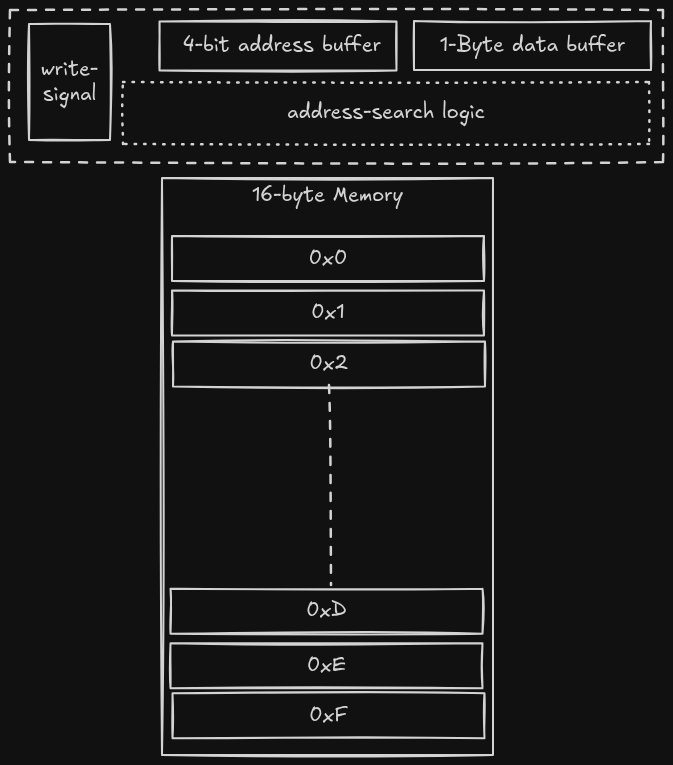 write-
signal
4-bit address buffer
1-Byte data buffer
address-search logic
16-byte Memory
0x0
0x1
0x2
0xD
0xE
0xF